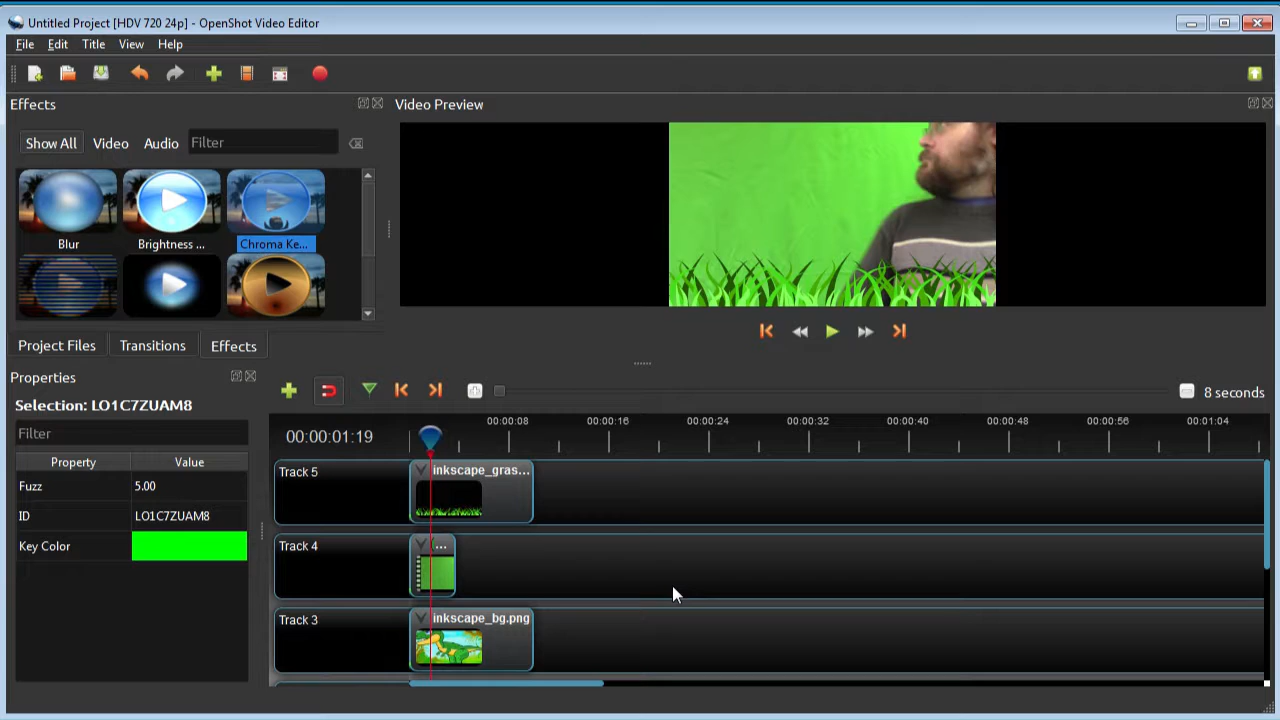 Untitled Project [HDV 720 24p] - OpenShot Video Editor
File Edit Title View Help
Effects
Video Preview
Show All Video Audio Filter
Blur Brightness ... Chroma Ke...
Project Files Transitions Effects
Properties
Selection: LO1C7ZUAM8
Filter
Property Value
Fuzz 5.00
ID LO1C7ZUAM8
Key Color
8 seconds
00:00:01:19
00:00:08 00:00:16 00:00:24 00:00:32 00:00:40 00:00:48 00:00:56 00:01:04
Track 5 inkscape_gras...
Track 4 (...
Track 3 inkscape_bg.png